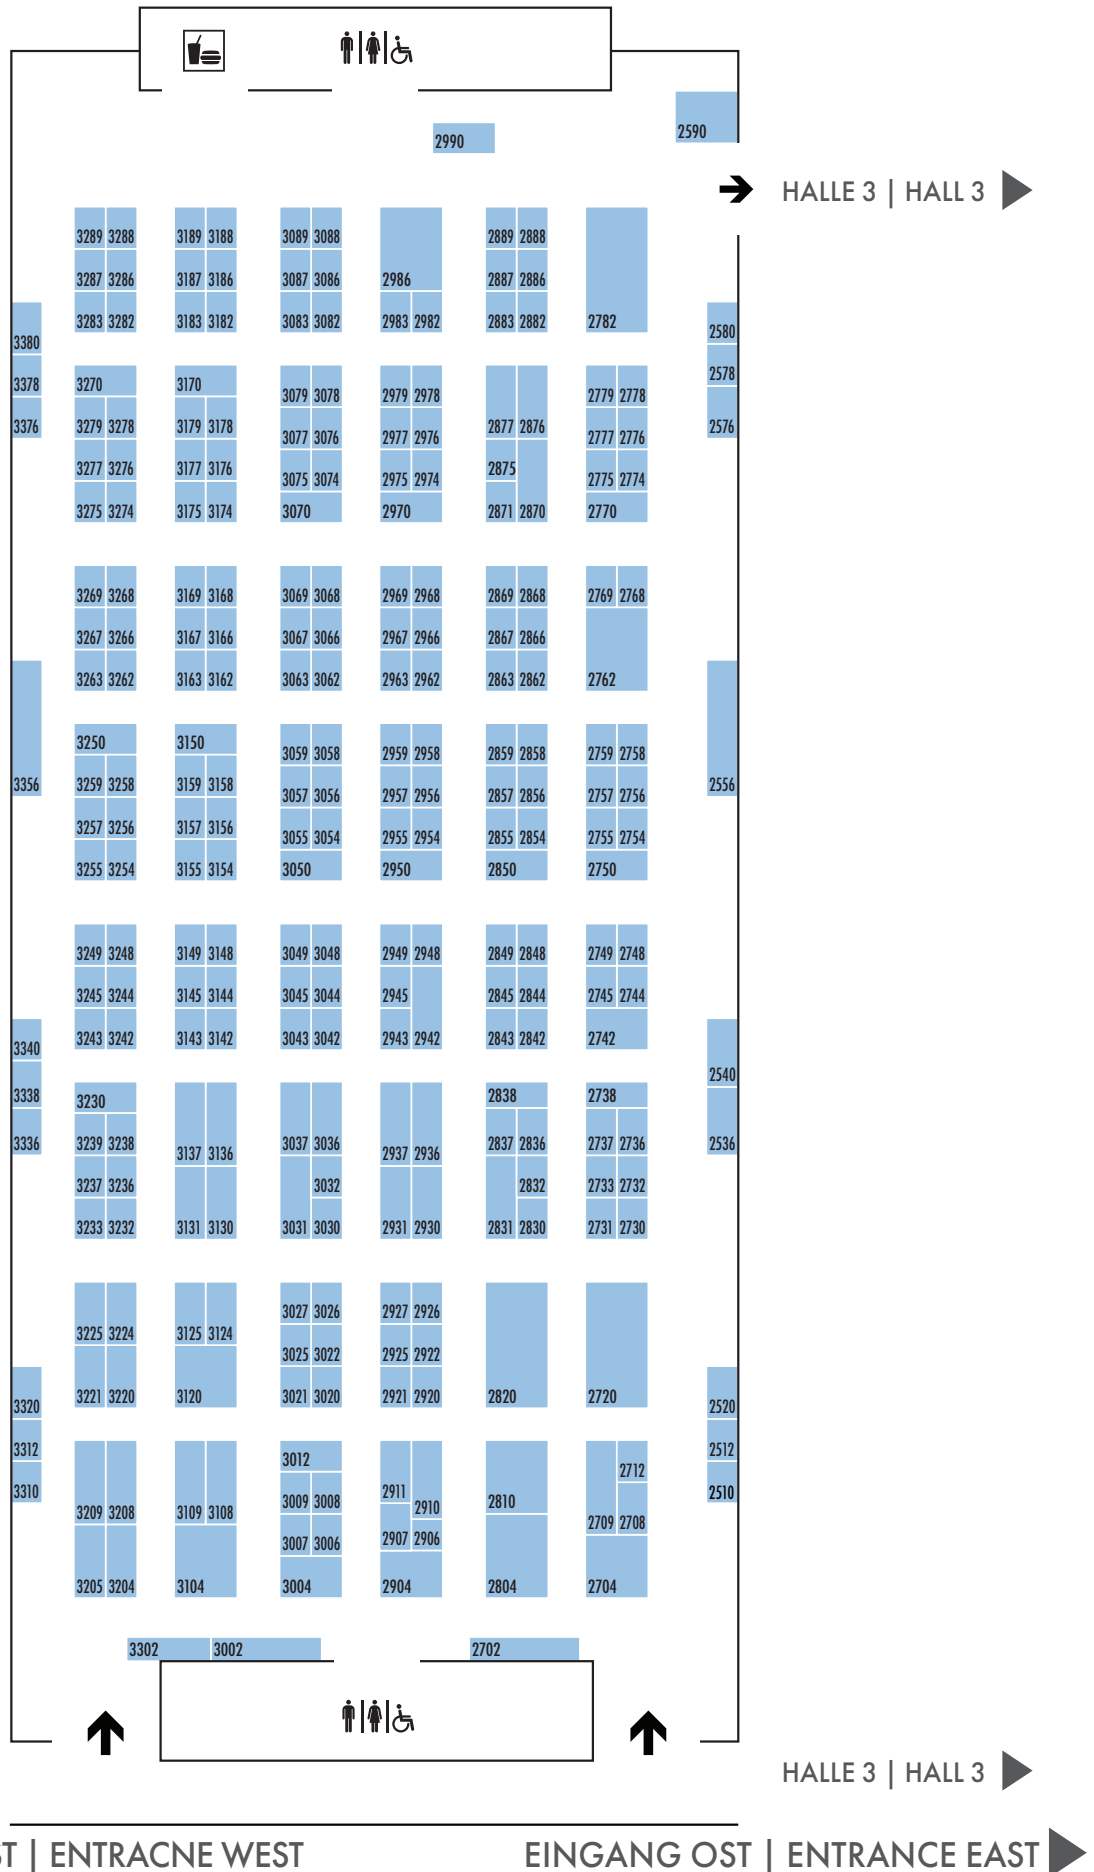 2990
2590
HALLE 3 | HALL 3
3289 3288 3189 3188 3089 3088 2889 2888
3287 3286 3187 3186 3087 3086 2986 2887 2886
3283 3282 3183 3182 3083 3082 2983 2982 2883 2882 2782 2580
3380
3378 3270 3170 2578
3079 3078 2979 2978 2779 2778
3376 3279 3278 3179 3178 2877 2876 2576
3077 3076 2977 2976 2777 2776
3277 3276 3177 3176 2875
3075 3074 2975 2974 2775 2774
3275 3274 3175 3174 3070 2970 2871 2870 2770
3269 3268 3169 3168 3069 3068 2969 2968 2869 2868 2769 2768
3267 3266 3167 3166 3067 3066 2967 2966 2867 2866
3263 3262 3163 3162 3063 3062 2963 2962 2863 2862 2762
3250 3150
3059 3058 2959 2958 2859 2858 2759 2758
3356 3259 3258 3159 3158 2556
3057 3056 2957 2956 2857 2856 2757 2756
3257 3256 3157 3156
3055 3054 2955 2954 2855 2854 2755 2754
3255 3254 3155 3154 3050 2950 2850 2750
3249 3248 3149 3148 3049 3048 2949 2948 2849 2848 2749 2748
3245 3244 3145 3144 3045 3044 2945 2845 2844 2745 2744
3243 3242 3143 3142 3043 3042 2943 2942 2843 2842 2742
3340
2540
3338 3230 2838 2738
3336 3239 3238 3137 3136 3037 3036 2937 2936 2837 2836 2737 2736 2536
3237 3236 3032 2832 2733 2732
3233 3232 3131 3130 3031 3030 2931 2930 2831 2830 2731 2730
3027 3026 2927 2926
3225 3224 3125 3124
3025 3022 2925 2922
3221 3220 3120 3021 3020 2921 2920 2820 2720
3320 2520
3312 3012 2512
2712
3310 2911 2510
3009 3008 2810
3209 3208 3109 3108 2910
2709 2708
3007 3006 2907 2906
3205 3204 3104 3004 2904 2804 2704
3302 3002 2702
HALLE 3 | HALL 3
ST | ENTRACNE WEST
EINGANG OST | ENTRANCE EAST